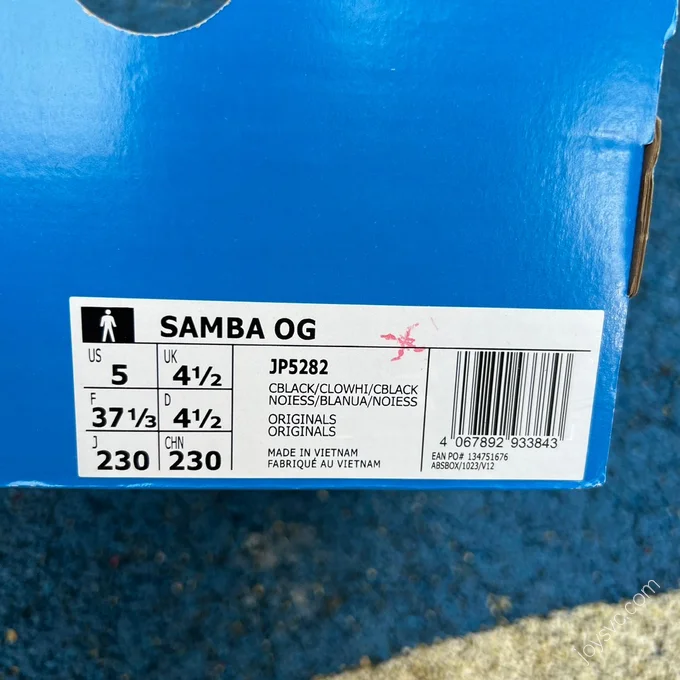 SAMBA OG
US 5 UK 4½
F 37⅓ D 4½
J 230 CHN 230
JP5282
CBLACK/CLOWHI/CBLACK
NOIESS/BLANUA/NOIESS
ORIGINALS
ORIGINALS
MADE IN VIETNAM
FABRIQUÉ AU VIETNAM
4 067892 933843
EAN PO# 134751676
ABSBOX/1023/V12